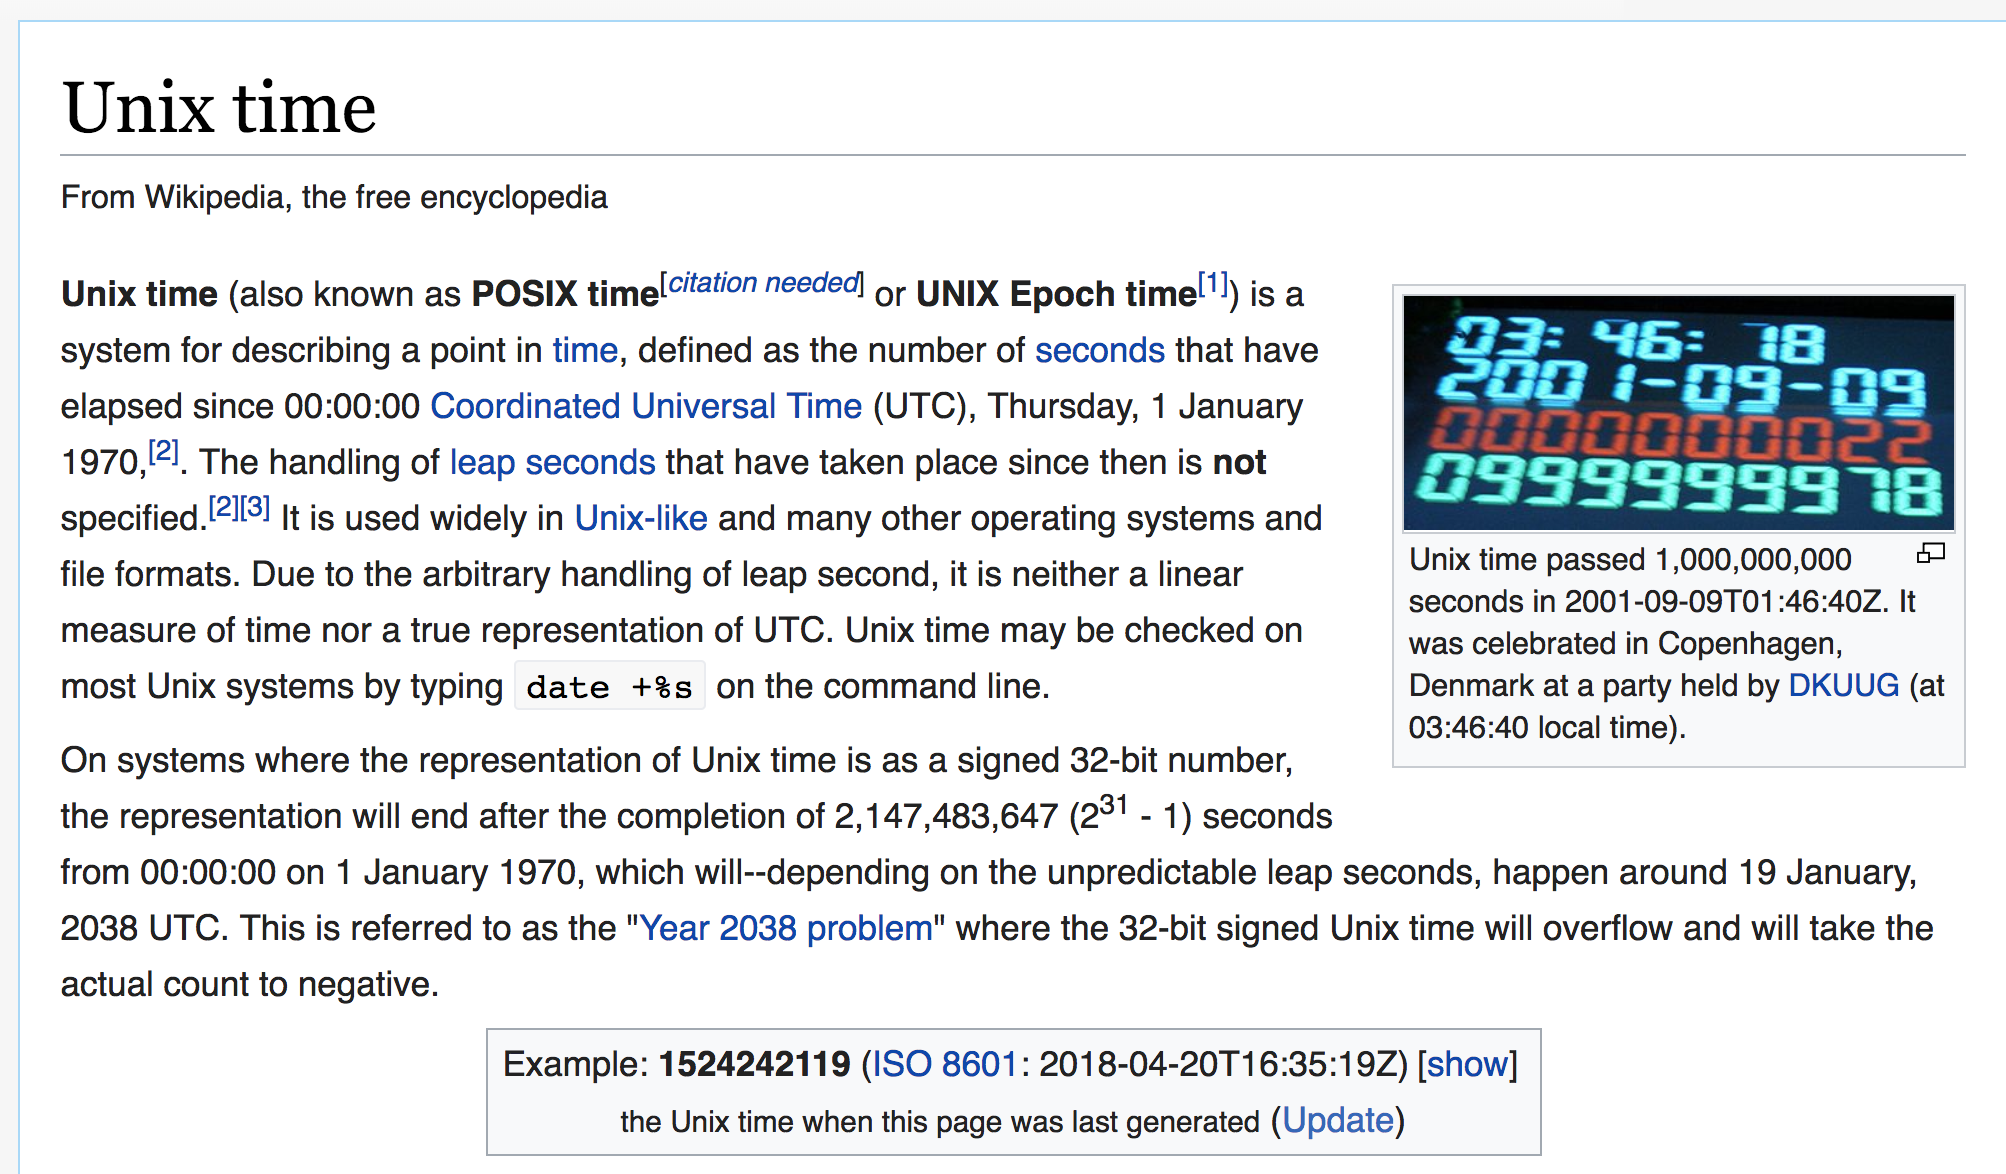 Unix time
From Wikipedia, the free encyclopedia
Unix time (also known as POSIX time[citation needed] or UNIX Epoch time[1]) is a
system for describing a point in time, defined as the number of seconds that have
elapsed since 00:00:00 Coordinated Universal Time (UTC), Thursday, 1 January
1970,[2]. The handling of leap seconds that have taken place since then is not
specified.[2][3] It is used widely in Unix-like and many other operating systems and
file formats. Due to the arbitrary handling of leap second, it is neither a linear
measure of time nor a true representation of UTC. Unix time may be checked on
most Unix systems by typing date +%s on the command line.
03: 46: 18
2001-09-09
0000000022
0999999978
Unix time passed 1,000,000,000
seconds in 2001-09-09T01:46:40Z. It
was celebrated in Copenhagen,
Denmark at a party held by DKUUG (at
03:46:40 local time).
On systems where the representation of Unix time is as a signed 32-bit number,
the representation will end after the completion of 2,147,483,647 (2³¹ - 1) seconds
from 00:00:00 on 1 January 1970, which will--depending on the unpredictable leap seconds, happen around 19 January,
2038 UTC. This is referred to as the "Year 2038 problem" where the 32-bit signed Unix time will overflow and will take the
actual count to negative.
Example: 1524242119 (ISO 8601: 2018-04-20T16:35:19Z) [show]
the Unix time when this page was last generated (Update)